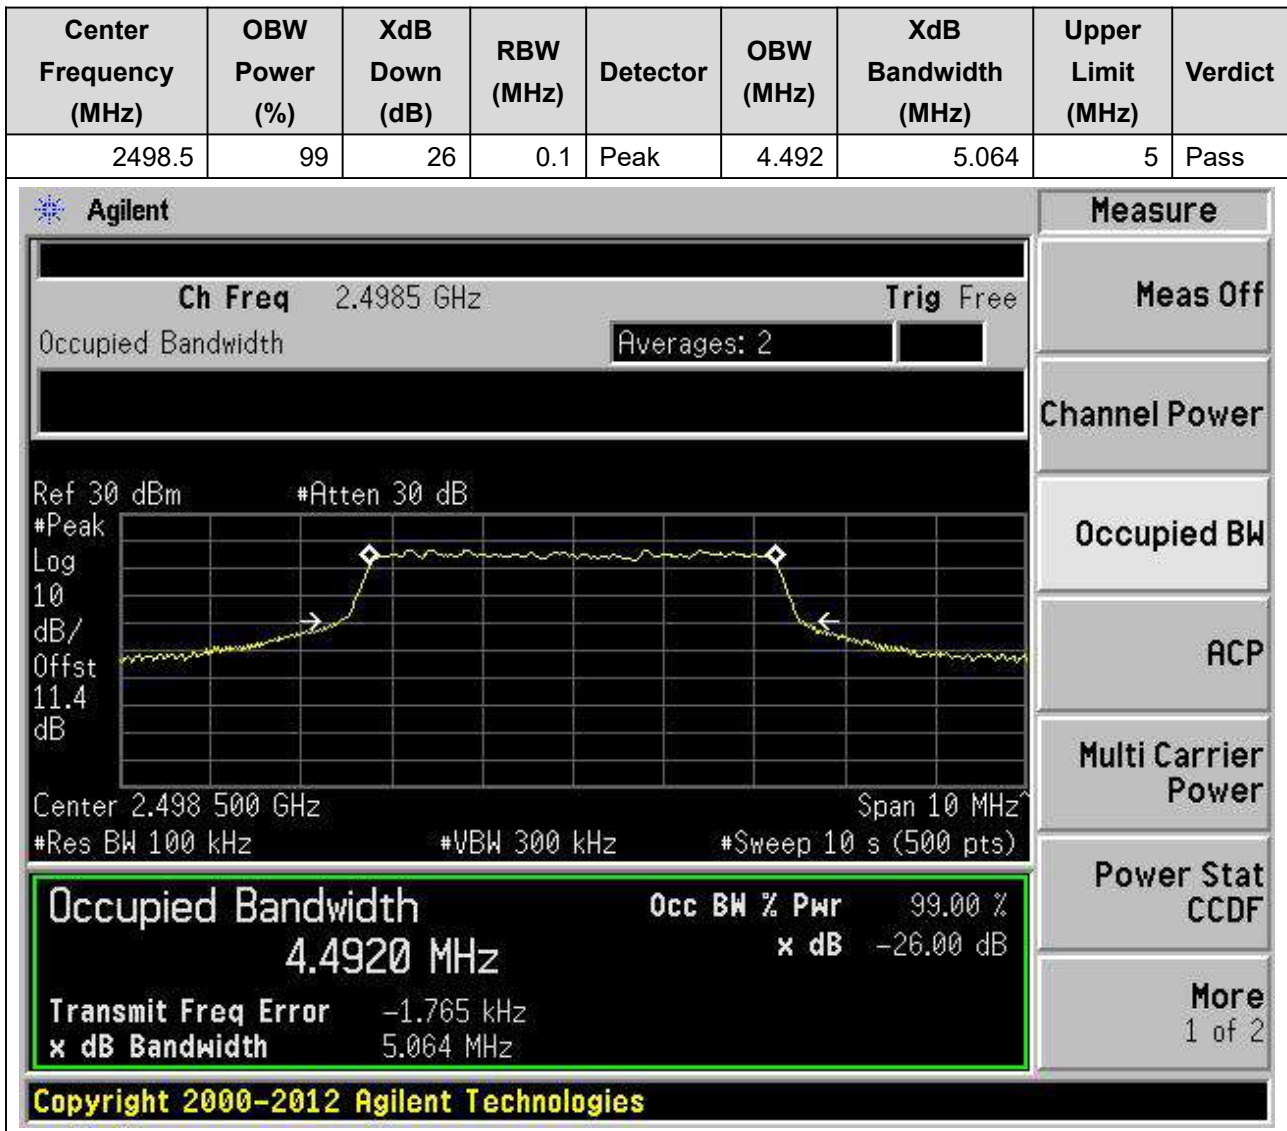 Center Frequency (MHz) OBW Power (%) XdB Down (dB) RBW (MHz) Detector OBW (MHz) XdB Bandwidth (MHz) Upper Limit (MHz) Verdict
2498.5 99 26 0.1 Peak 4.492 5.064 5 Pass
Agilent
Measure
Ch Freq 2.4985 GHz Trig Free
Meas Off
Occupied Bandwidth Averages: 2
Channel Power
Ref 30 dBm #Atten 30 dB
#Peak
Log
10
dB/
Offst
11.4
dB
Occupied BW
ACP
Multi Carrier
Power
Center 2.498 500 GHz Span 10 MHz^
#Res BW 100 kHz #VBW 300 kHz #Sweep 10 s (500 pts)
Power Stat
CCDF
Occupied Bandwidth Occ BW % Pwr 99.00 %
4.4920 MHz x dB -26.00 dB
Transmit Freq Error -1.765 kHz
x dB Bandwidth 5.064 MHz
More
1 of 2
Copyright 2000-2012 Agilent Technologies